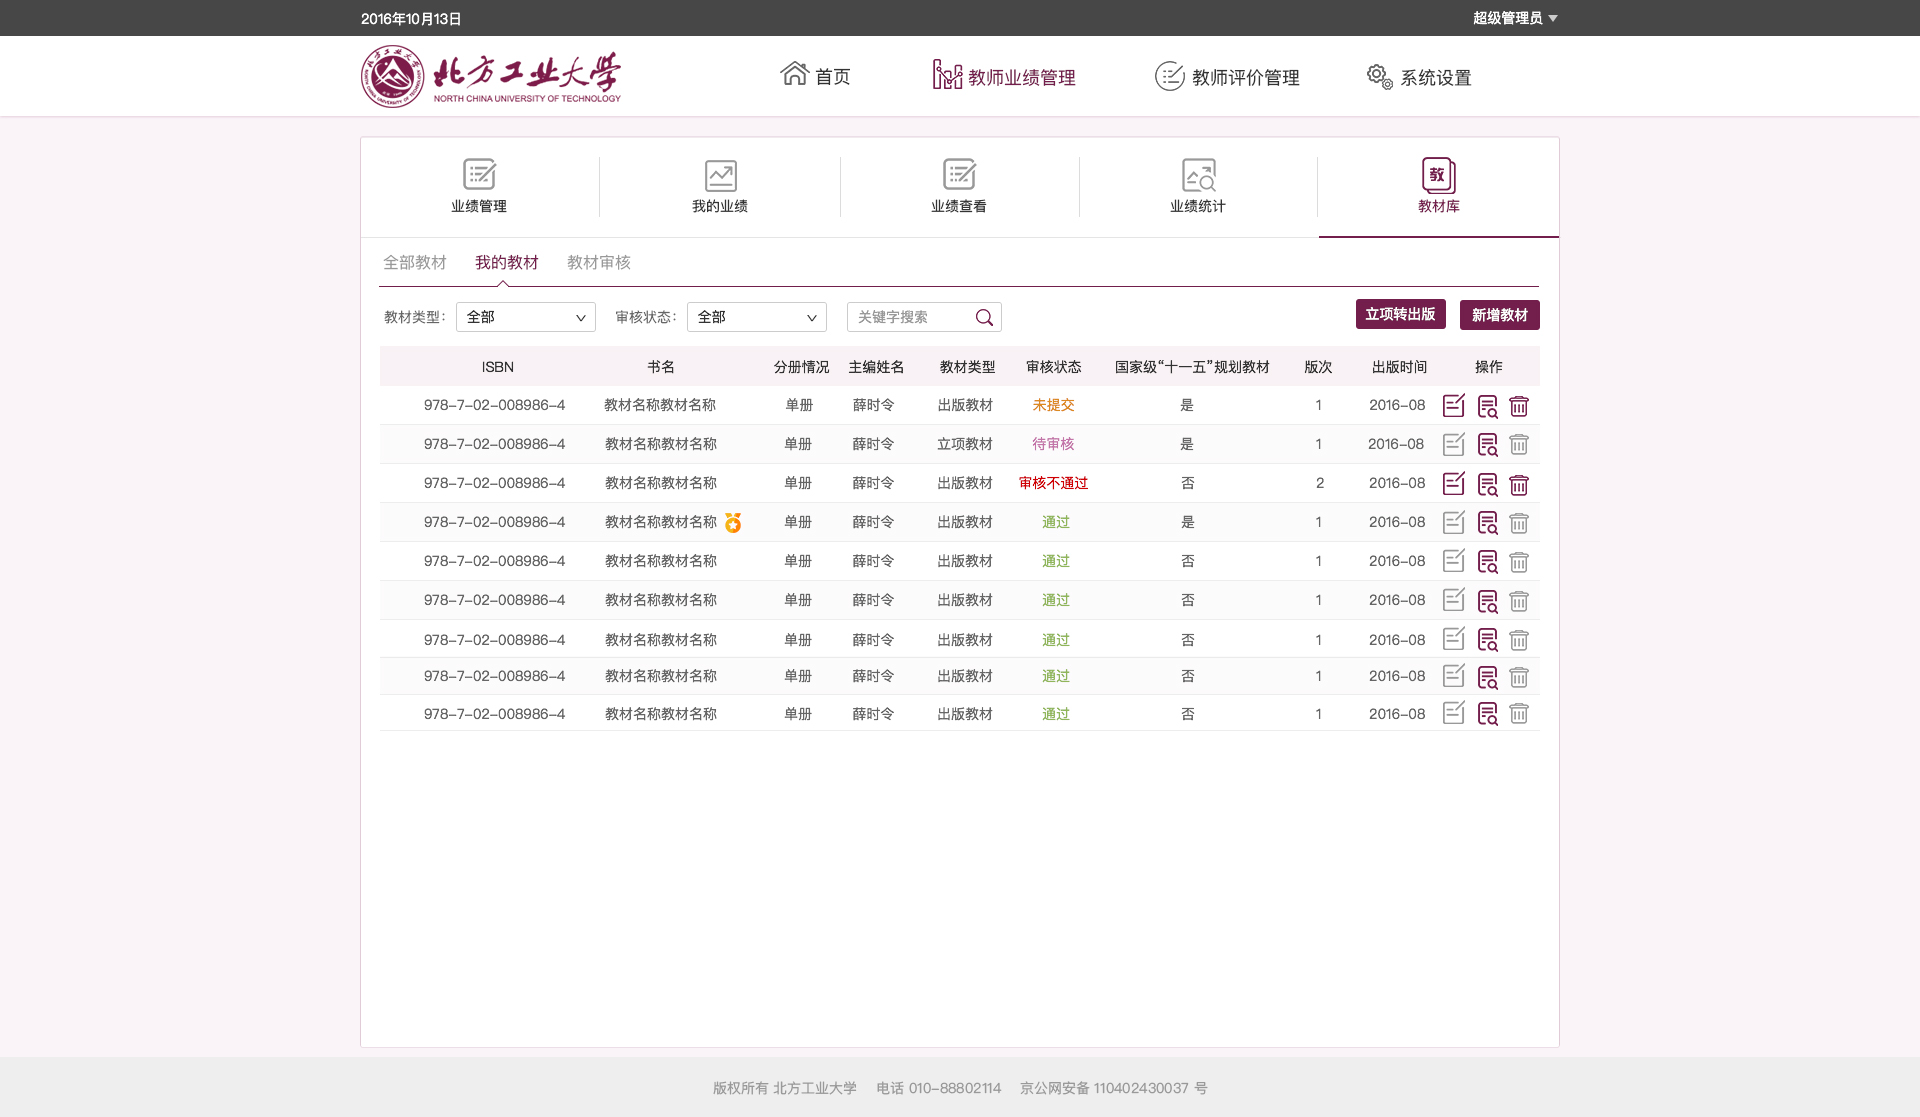 2016年10月13日 超级管理员
北方工业大学
NORTH CHINA UNIVERSITY OF TECHNOLOGY
首页 教师业绩管理 教师评价管理 系统设置
教
业绩管理 我的业绩 业绩查看 业绩统计 教材库
全部教材 我的教材 教材审核
教材类型： 全部 审核状态： 全部 关键字搜索 立项转出版 新增教材
ISBN 书名 分册情况 主编姓名 教材类型 审核状态 国家级“十一五”规划教材 版次 出版时间 操作
978-7-02-008986-4 教材名称教材名称 单册 薛时令 出版教材 未提交 是 1 2016-08
978-7-02-008986-4 教材名称教材名称 单册 薛时令 立项教材 待审核 是 1 2016-08
978-7-02-008986-4 教材名称教材名称 单册 薛时令 出版教材 审核不通过 否 2 2016-08
978-7-02-008986-4 教材名称教材名称 单册 薛时令 出版教材 通过 是 1 2016-08
978-7-02-008986-4 教材名称教材名称 单册 薛时令 出版教材 通过 否 1 2016-08
978-7-02-008986-4 教材名称教材名称 单册 薛时令 出版教材 通过 否 1 2016-08
978-7-02-008986-4 教材名称教材名称 单册 薛时令 出版教材 通过 否 1 2016-08
978-7-02-008986-4 教材名称教材名称 单册 薛时令 出版教材 通过 否 1 2016-08
978-7-02-008986-4 教材名称教材名称 单册 薛时令 出版教材 通过 否 1 2016-08
版权所有 北方工业大学 电话 010-88802114 京公网安备 110402430037 号